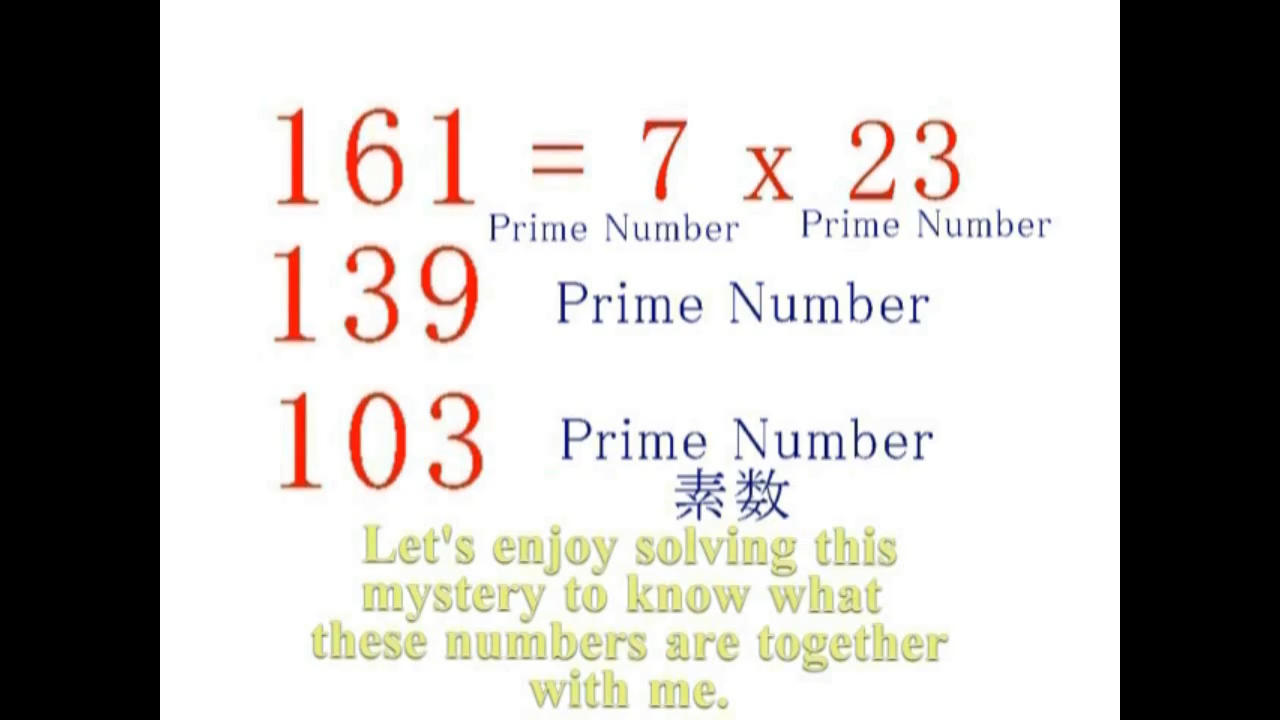 161 = 7 x 23
Prime Number Prime Number
139 Prime Number
103 Prime Number
素数
Let's enjoy solving this
mystery to know what
these numbers are together
with me.